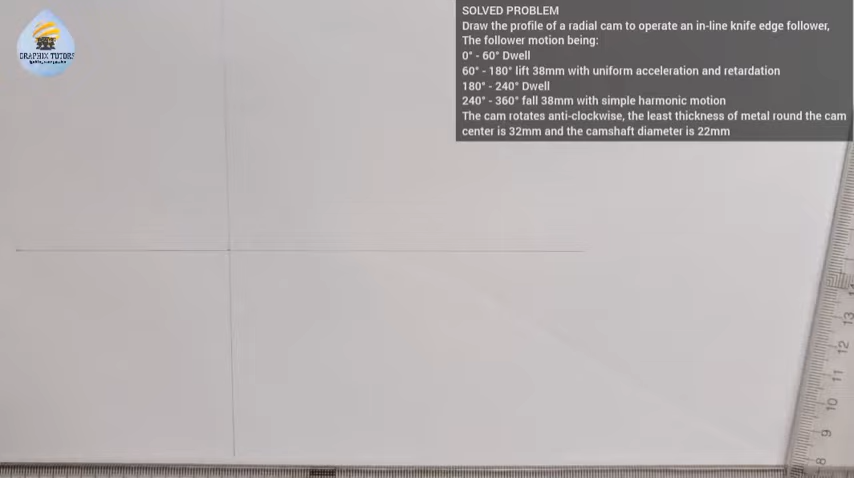 GRAPHIX TUTORS
SOLVED PROBLEM
Draw the profile of a radial cam to operate an in-line knife edge follower,
The follower motion being:
0° - 60° Dwell
60° - 180° lift 38mm with uniform acceleration and retardation
180° - 240° Dwell
240° - 360° fall 38mm with simple harmonic motion
The cam rotates anti-clockwise, the least thickness of metal round the cam
center is 32mm and the camshaft diameter is 22mm
13
12
11
10
9
8